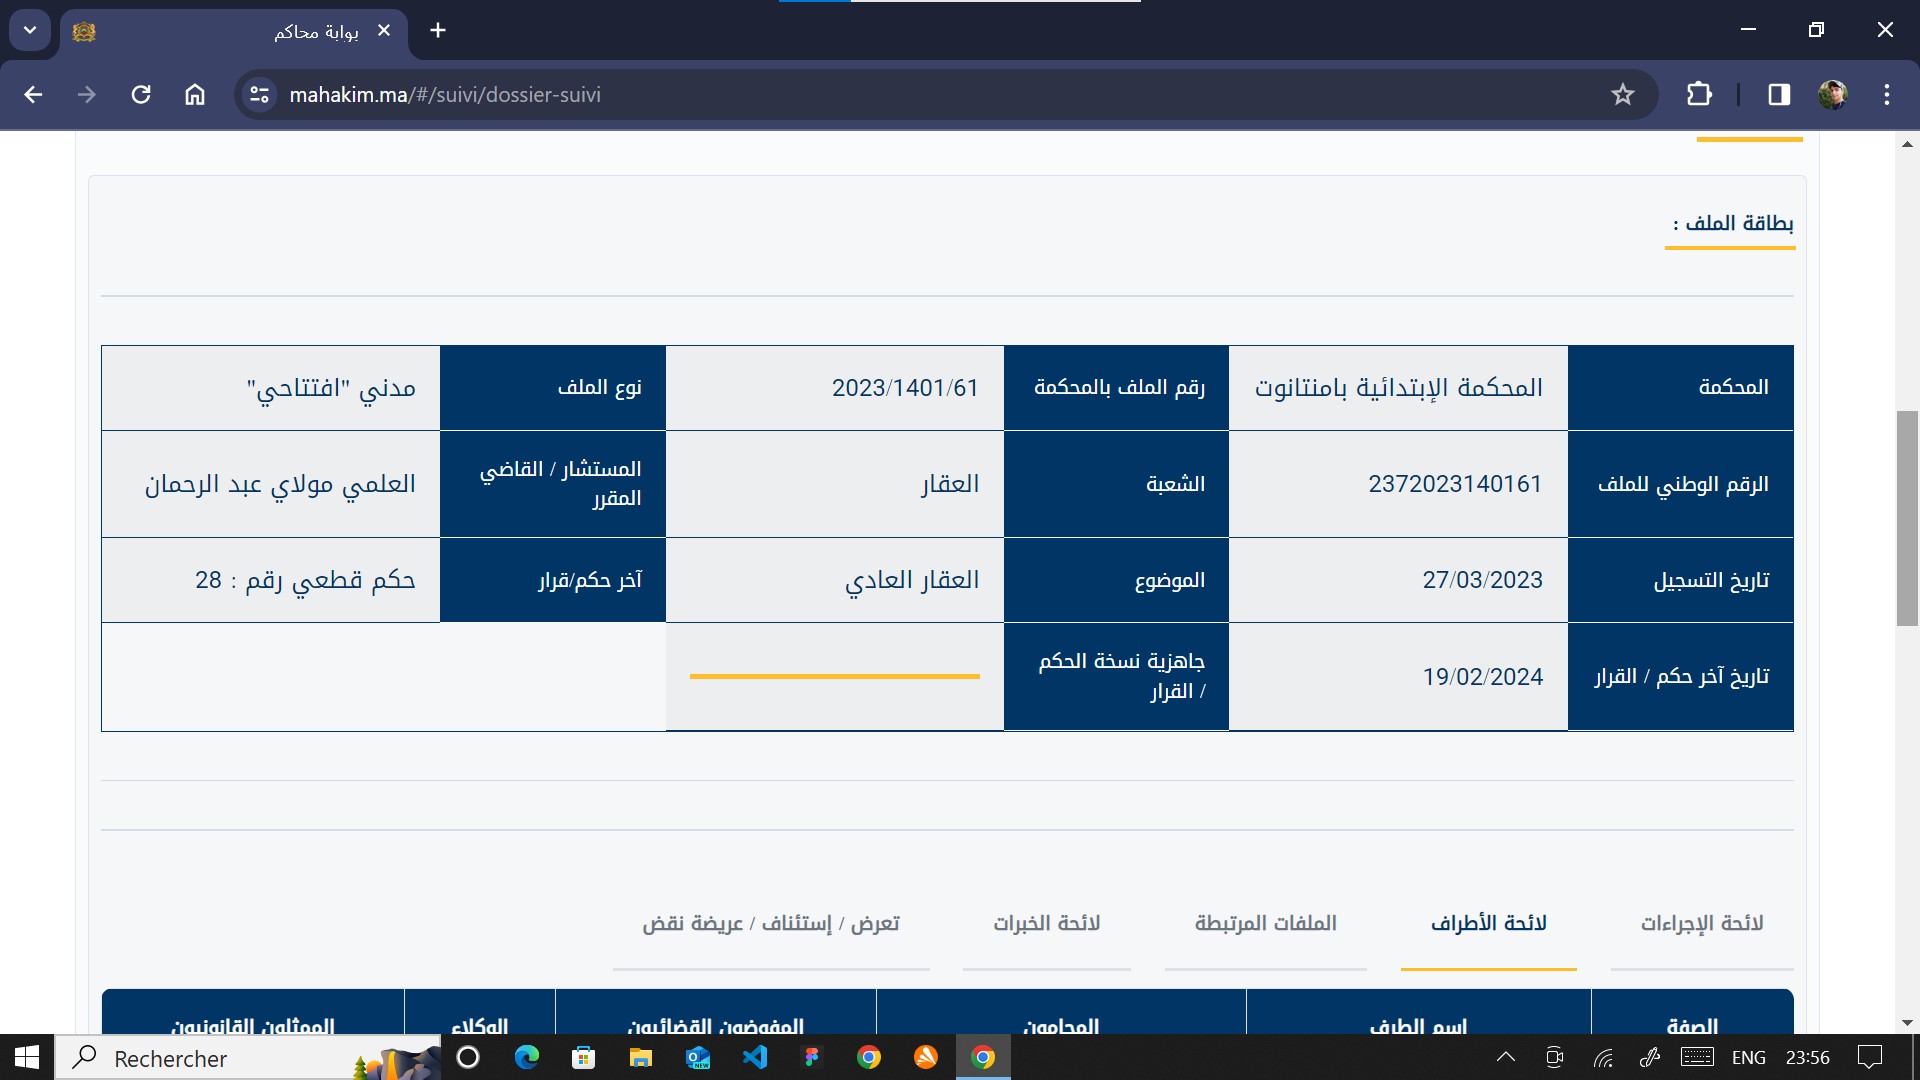 بوابة محاكم
mahakim.ma/#/suivi/dossier-suivi
بطاقة الملف :
المحكمة
المحكمة الإبتدائية بامنتانوت
رقم الملف بالمحكمة
2023/1401/61
نوع الملف
مدني "افتتاحي"
الرقم الوطني للملف
2372023140161
الشعبة
العقار
المستشار / القاضي
المقرر
العلمي مولاي عبد الرحمان
تاريخ التسجيل
27/03/2023
الموضوع
العقار العادي
آخر حكم/قرار
حكم قطعي رقم : 28
تاريخ آخر حكم / القرار
19/02/2024
جاهزية نسخة الحكم
/ القرار
لائحة الإجراءات
لائحة الأطراف
الملفات المرتبطة
لائحة الخبرات
تعرض / إستئناف / عريضة نقض
الصفة
اسم الطرف
المحامون
المفوضون القضائيون
الوكلاء
الممثلون القانونيون
Rechercher
NEW
ENG
23:56